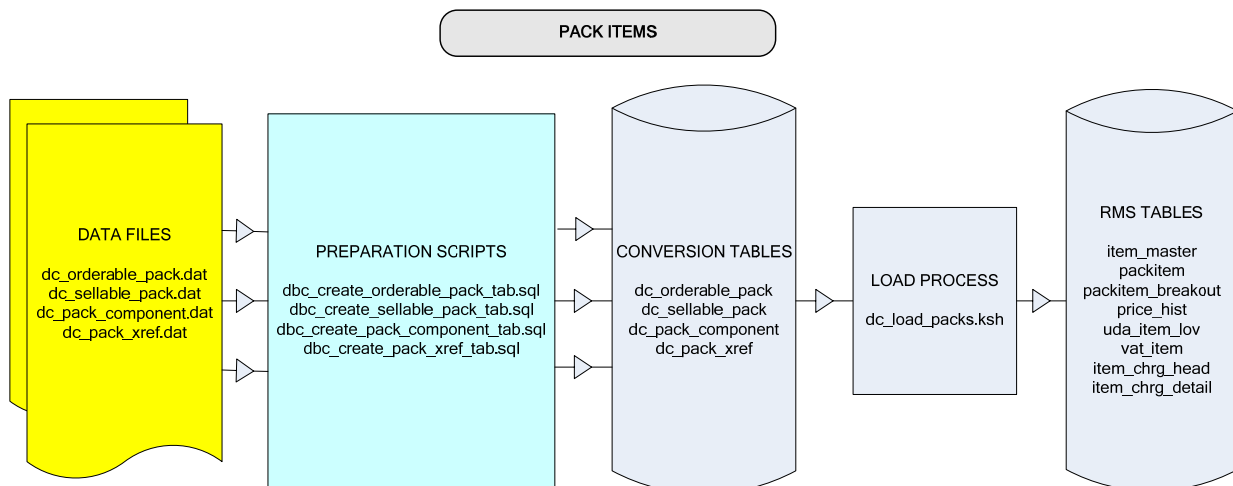 PACK ITEMS
DATA FILES
dc_orderable_pack.dat
dc_sellable_pack.dat
dc_pack_component.dat
dc_pack_xref.dat
PREPARATION SCRIPTS
dbc_create_orderable_pack_tab.sql
dbc_create_sellable_pack_tab.sql
dbc_create_pack_component_tab.sql
dbc_create_pack_xref_tab.sql
CONVERSION TABLES
dc_orderable_pack
dc_sellable_pack
dc_pack_component
dc_pack_xref
LOAD PROCESS
dc_load_packs.ksh
RMS TABLES
item_master
packitem
packitem_breakout
price_hist
uda_item_lov
vat_item
item_chrg_head
item_chrg_detail